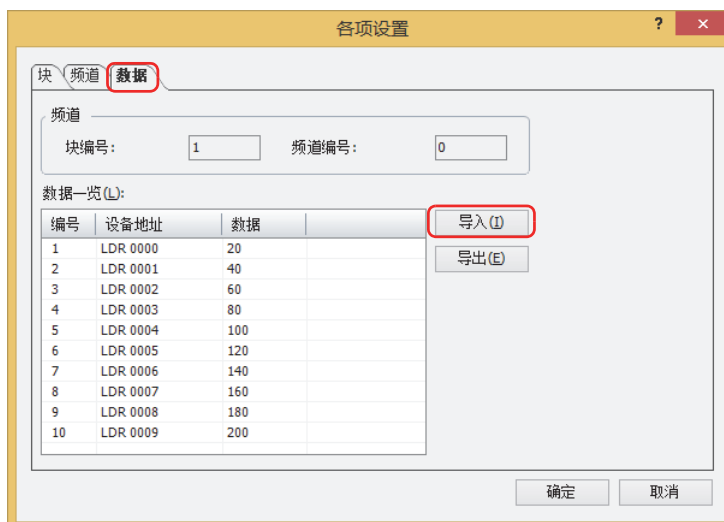 各项设置
? ×
块 频道 数据
频道
块编号: 1 频道编号: 0
数据一览(L):
编号 设备地址 数据
导入(I)
1 LDR 0000 20
导出(E)
2 LDR 0001 40
3 LDR 0002 60
4 LDR 0003 80
5 LDR 0004 100
6 LDR 0005 120
7 LDR 0006 140
8 LDR 0007 160
9 LDR 0008 180
10 LDR 0009 200
确定 取消